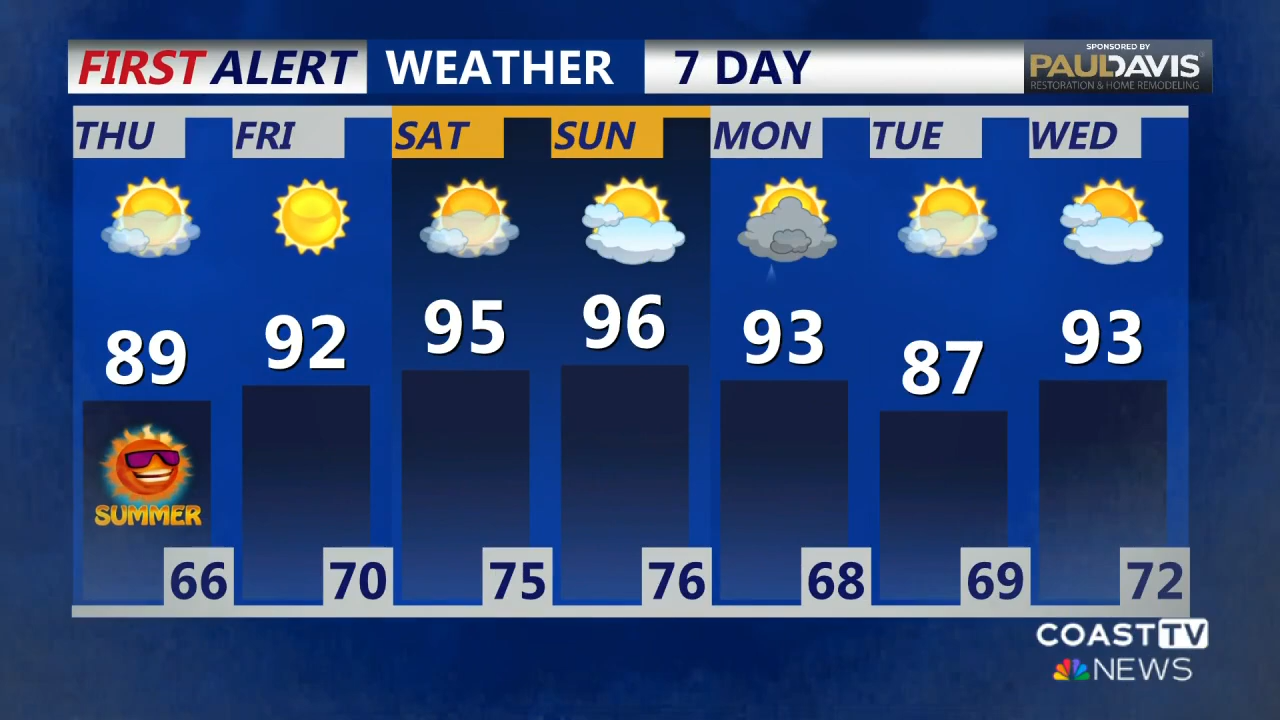 FIRST ALERT WEATHER 7 DAY
SPONSORED BY
PAUL DAVIS
RESTORATION & HOME REMODELING
THU FRI SAT SUN MON TUE WED
89 92 95 96 93 87 93
SUMMER
66 70 75 76 68 69 72
COAST TV
NEWS